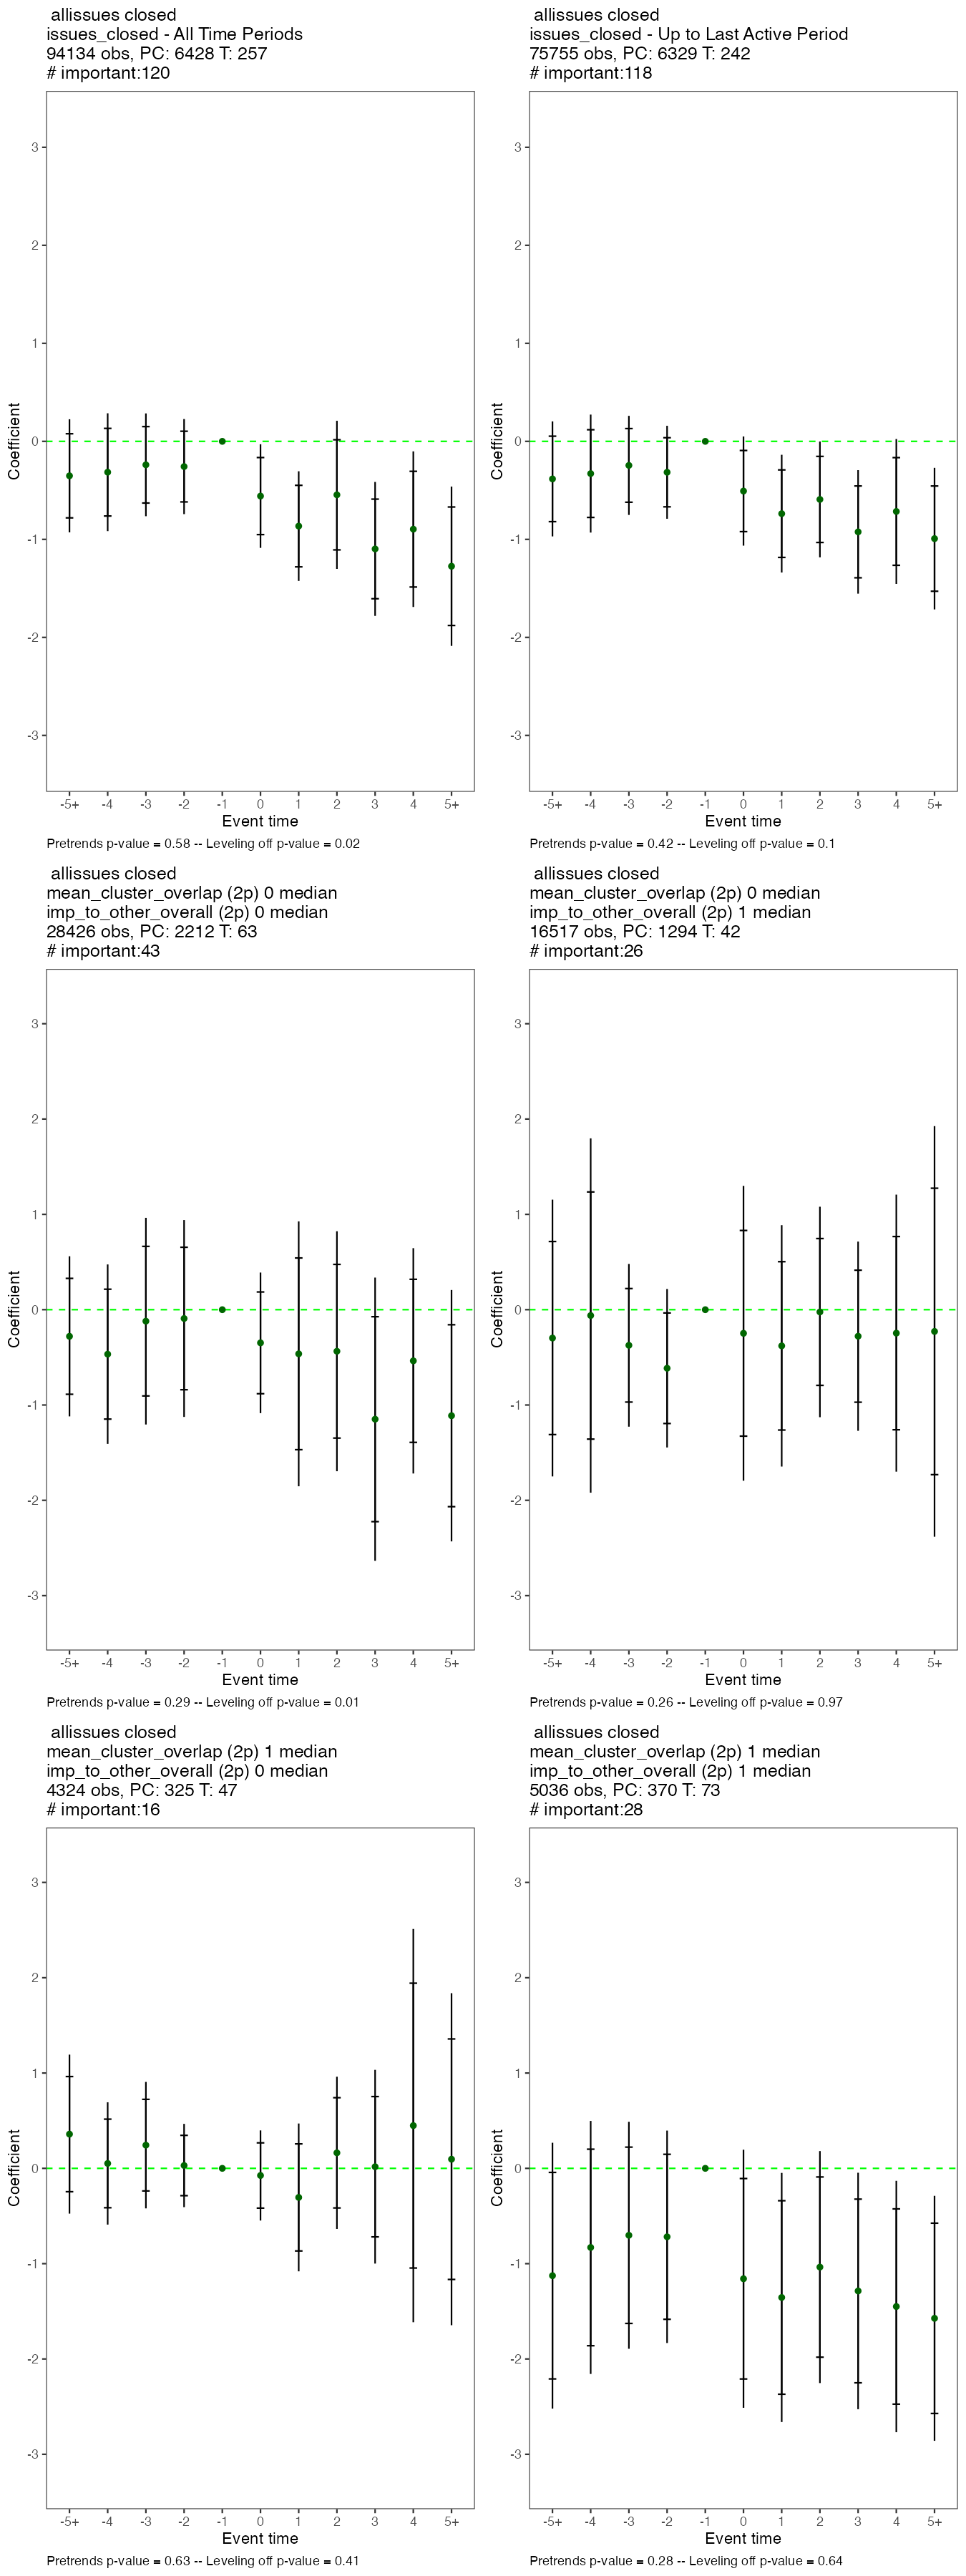 allissues closed
issues_closed - All Time Periods
94134 obs, PC: 6428 T: 257
# important:120
3
2
1
0
-1
-2
-3
Coefficient
-5+ -4 -3 -2 -1 0 1 2 3 4 5+
Event time
Pretrends p-value = 0.58 -- Leveling off p-value = 0.02
allissues closed
issues_closed - Up to Last Active Period
75755 obs, PC: 6329 T: 242
# important:118
3
2
1
0
-1
-2
-3
Coefficient
-5+ -4 -3 -2 -1 0 1 2 3 4 5+
Event time
Pretrends p-value = 0.42 -- Leveling off p-value = 0.1
allissues closed
mean_cluster_overlap (2p) 0 median
imp_to_other_overall (2p) 0 median
28426 obs, PC: 2212 T: 63
# important:43
3
2
1
0
-1
-2
-3
Coefficient
-5+ -4 -3 -2 -1 0 1 2 3 4 5+
Event time
Pretrends p-value = 0.29 -- Leveling off p-value = 0.01
allissues closed
mean_cluster_overlap (2p) 0 median
imp_to_other_overall (2p) 1 median
16517 obs, PC: 1294 T: 42
# important:26
3
2
1
0
-1
-2
-3
Coefficient
-5+ -4 -3 -2 -1 0 1 2 3 4 5+
Event time
Pretrends p-value = 0.26 -- Leveling off p-value = 0.97
allissues closed
mean_cluster_overlap (2p) 1 median
imp_to_other_overall (2p) 0 median
4324 obs, PC: 325 T: 47
# important:16
3
2
1
0
-1
-2
-3
Coefficient
-5+ -4 -3 -2 -1 0 1 2 3 4 5+
Event time
Pretrends p-value = 0.63 -- Leveling off p-value = 0.41
allissues closed
mean_cluster_overlap (2p) 1 median
imp_to_other_overall (2p) 1 median
5036 obs, PC: 370 T: 73
# important:28
3
2
1
0
-1
-2
-3
Coefficient
-5+ -4 -3 -2 -1 0 1 2 3 4 5+
Event time
Pretrends p-value = 0.28 -- Leveling off p-value = 0.64